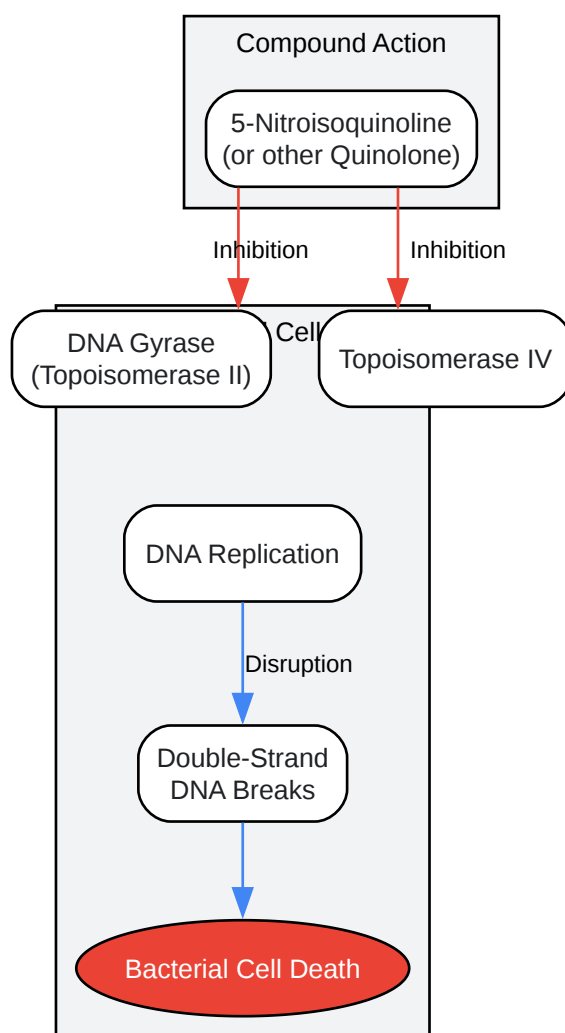 Compound Action
5-Nitroisoquinoline
(or other Quinolone)
Inhibition
Inhibition
Cell
DNA Gyrase
(Topoisomerase II)
Topoisomerase IV
DNA Replication
Disruption
Double-Strand
DNA Breaks
Bacterial Cell Death